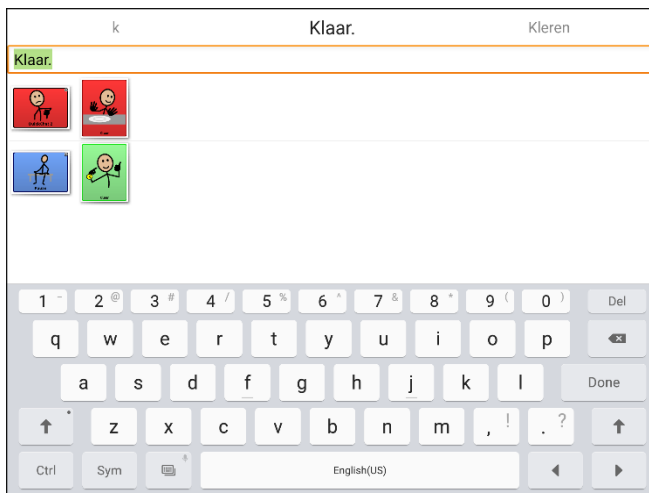 k Klaar. Kleren
Klaar.
Pauze
1 - 2 @ 3 # 4 / 5 % 6 ^ 7 & 8 * 9 ( 0 ) Del
q w e r t y u i o p
a s d f g h j k l Done
z x c v b n m , ! . ?
Ctrl Sym English(US)